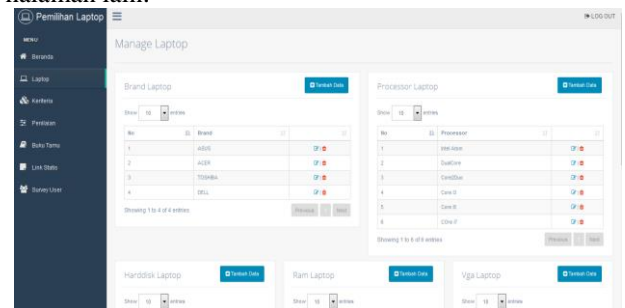 halaman lain.
Pemilihan Laptop
LOG OUT
MENU
Beranda
Laptop
Kriteria
Penilaian
Buku Tamu
Link Statis
Survey User
Manage Laptop
Brand Laptop
Tambah Data
Show 10 entries
No Brand
1 ASUS
2 ACER
3 TOSHIBA
4 DELL
Showing 1 to 4 of 4 entries
Previous 1 Next
Processor Laptop
Tambah Data
Show 10 entries
No Processor
1 Intel Atom
2 DualCore
3 Core2Duo
4 Core i3
5 Core i5
6 COre i7
Showing 1 to 6 of 6 entries
Previous 1 Next
Harddisk Laptop
Tambah Data
Show 10 entries
Ram Laptop
Tambah Data
Show 10 entries
Vga Laptop
Tambah Data
Show 10 entries